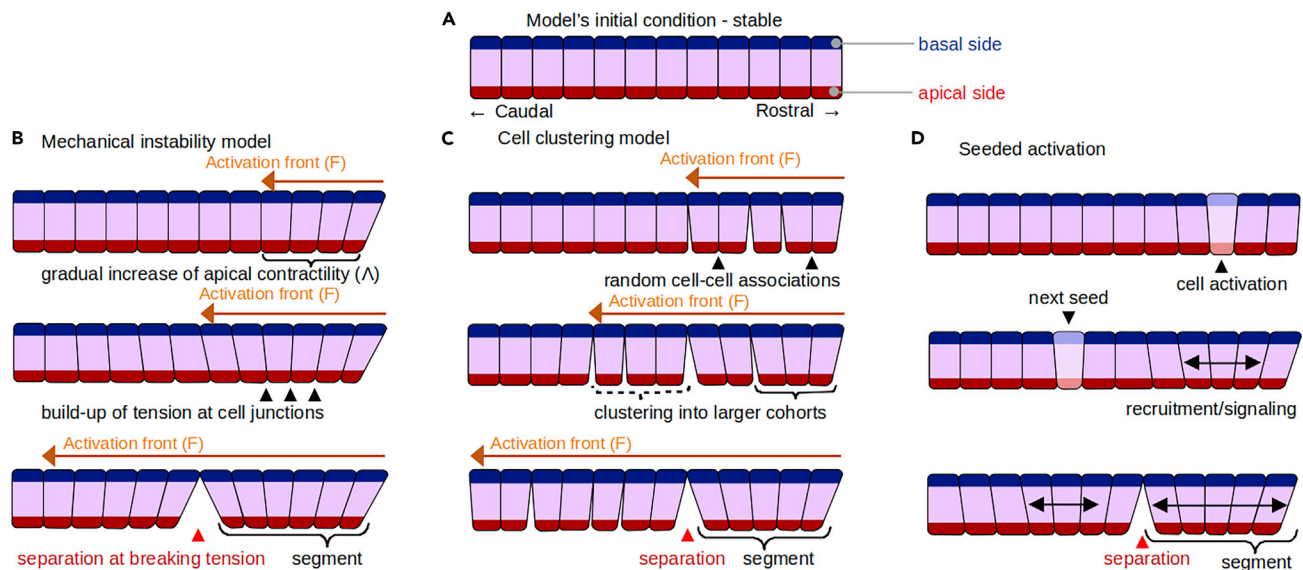 A Model's initial condition - stable
basal side
apical side
← Caudal Rostral →
B Mechanical instability model
Activation front (F)
gradual increase of apical contractility (Λ)
Activation front (F)
build-up of tension at cell junctions
Activation front (F)
separation at breaking tension segment
C Cell clustering model
Activation front (F)
random cell-cell associations
Activation front (F)
clustering into larger cohorts
Activation front (F)
separation segment
D Seeded activation
cell activation
next seed
recruitment/signaling
separation segment